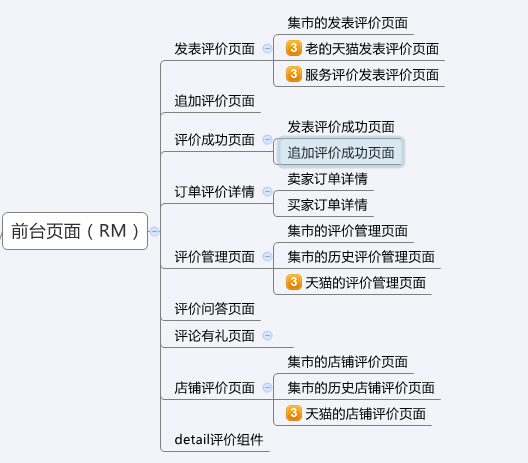 前台页面（RM）
发表评价页面
集市的发表评价页面
3 老的天猫发表评价页面
3 服务评价发表评价页面
追加评价页面
评价成功页面
发表评价成功页面
追加评价成功页面
订单评价详情
卖家订单详情
买家订单详情
评价管理页面
集市的评价管理页面
集市的历史评价管理页面
3 天猫的评价管理页面
评价问答页面
评论有礼页面
店铺评价页面
集市的店铺评价页面
集市的历史店铺评价页面
3 天猫的店铺评价页面
detail评价组件